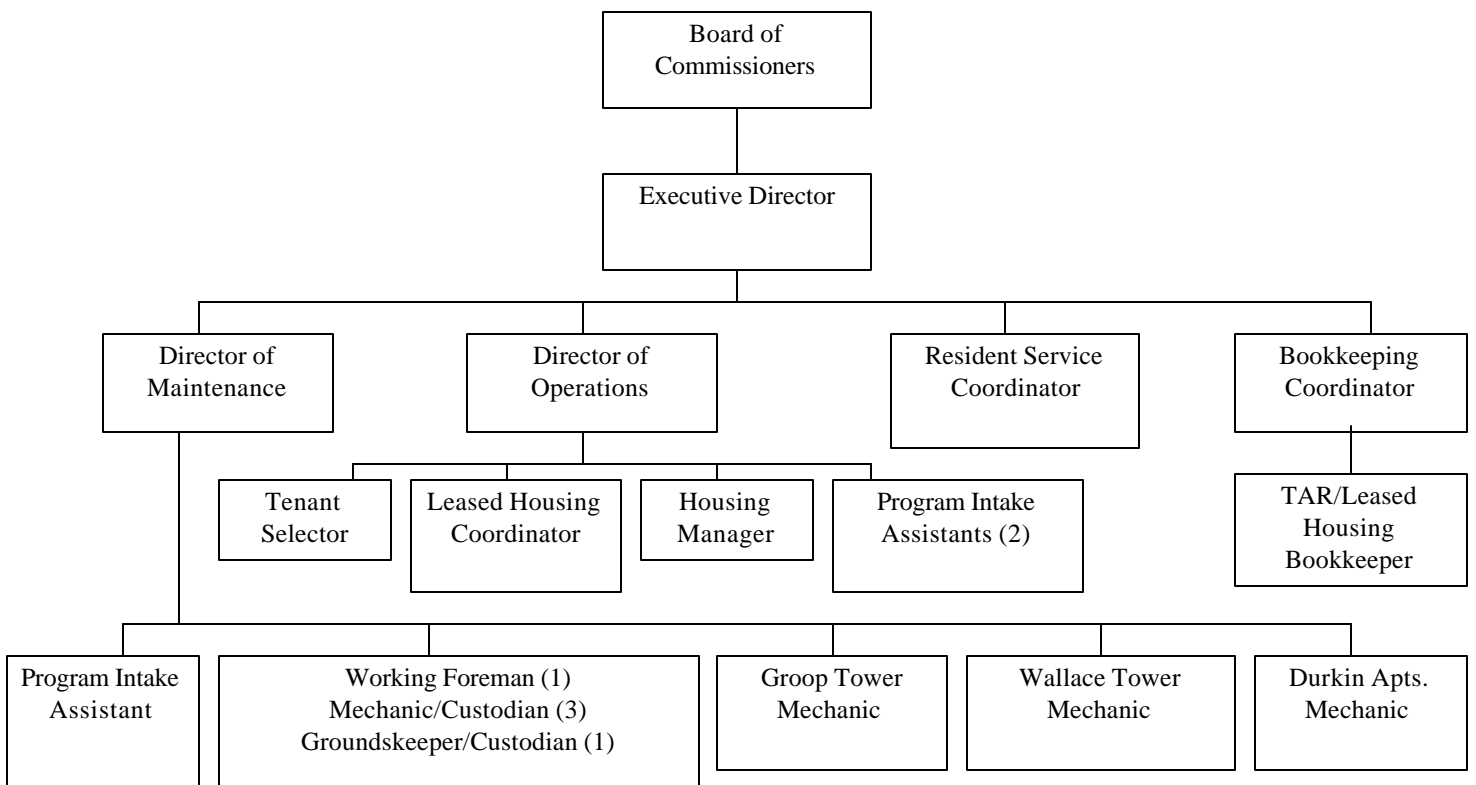 Board of
Commissioners
Executive Director
Director of
Maintenance
Director of
Operations
Resident Service
Coordinator
Bookkeeping
Coordinator
Tenant
Selector
Leased Housing
Coordinator
Housing
Manager
Program Intake
Assistants (2)
TAR/Leased
Housing
Bookkeeper
Program Intake
Assistant
Working Foreman (1)
Mechanic/Custodian (3)
Groundskeeper/Custodian (1)
Groop Tower
Mechanic
Wallace Tower
Mechanic
Durkin Apts.
Mechanic